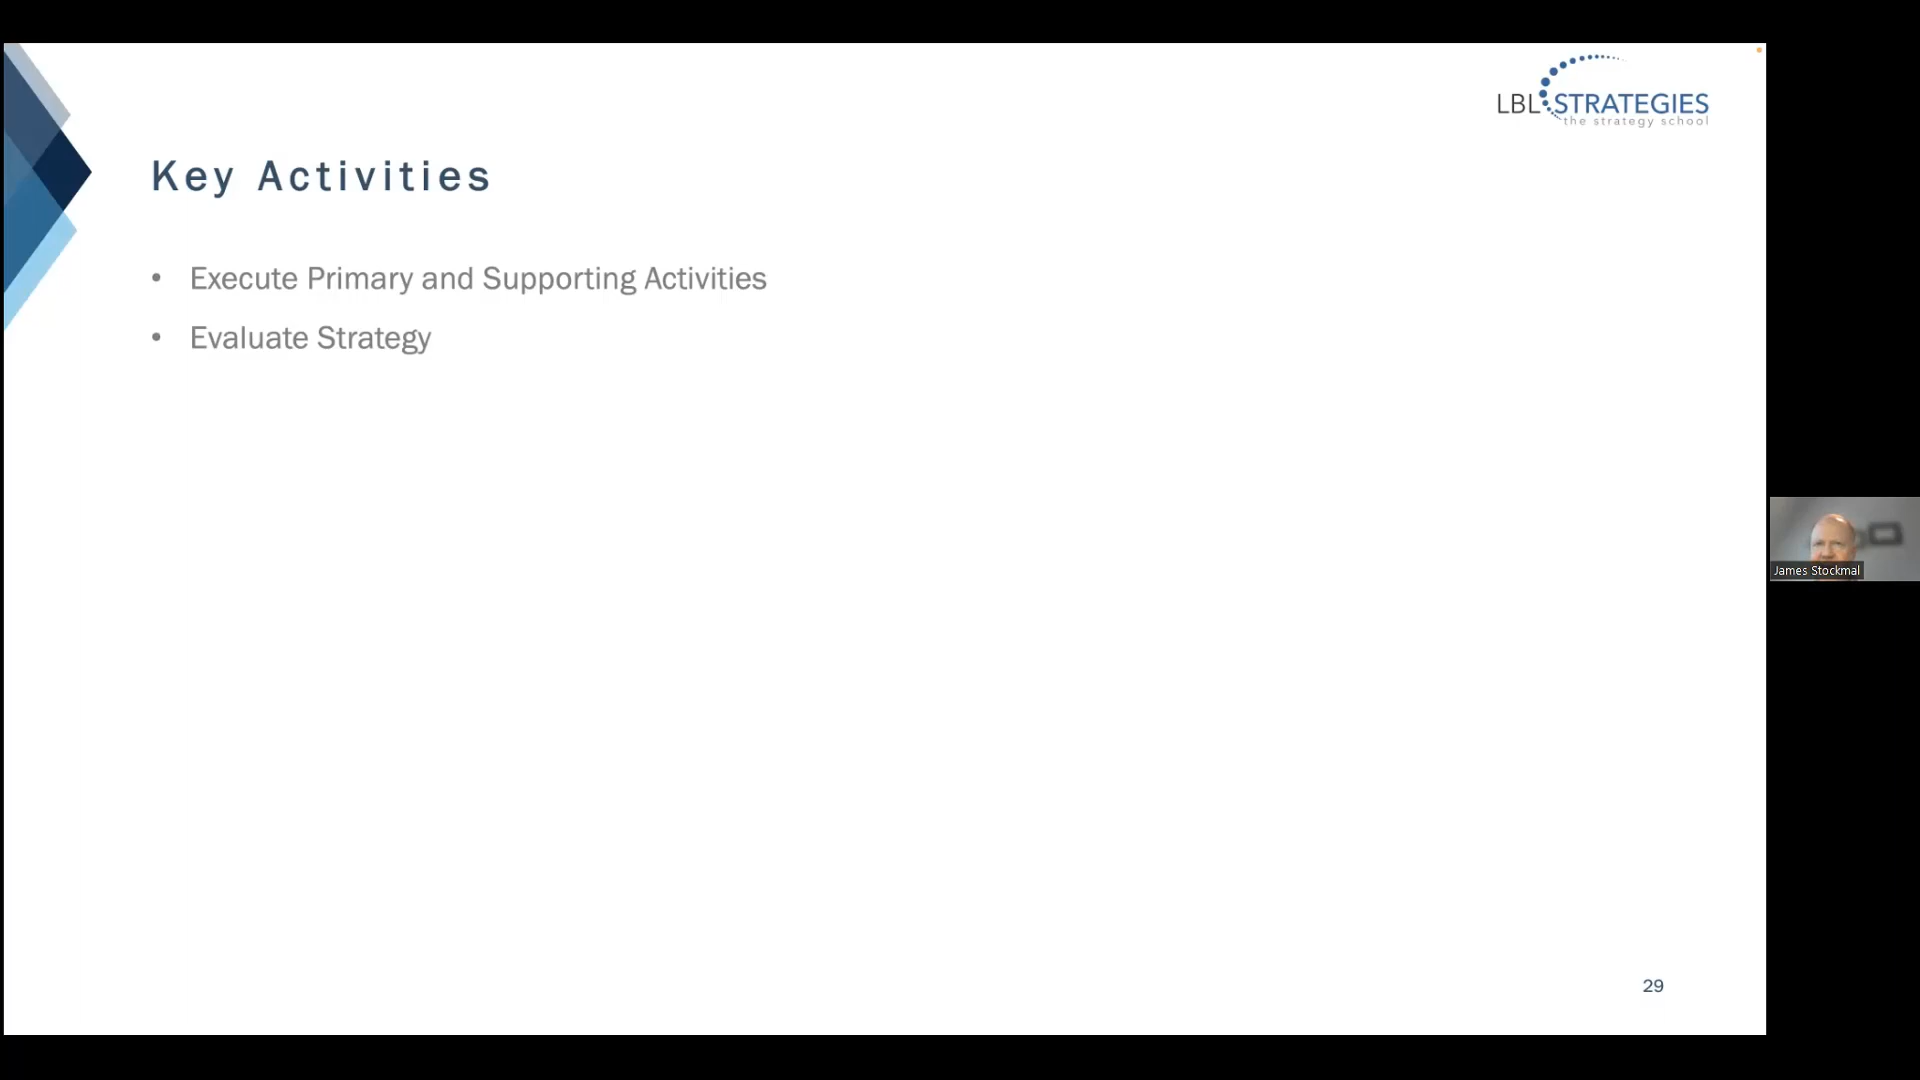 LBL STRATEGIES
the strategy school
Key Activities
• Execute Primary and Supporting Activities
• Evaluate Strategy
James Stockmal
29